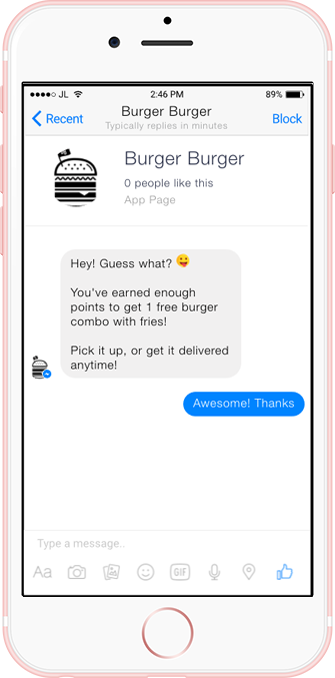 JL 2:46 PM 89%
Recent Burger Burger Block
Typically replies in minutes
Burger Burger
0 people like this
App Page
Hey! Guess what? 😛
You've earned enough
points to get 1 free burger
combo with fries!
Pick it up, or get it delivered
anytime!
Awesome! Thanks
Type a message..
Aa GIF